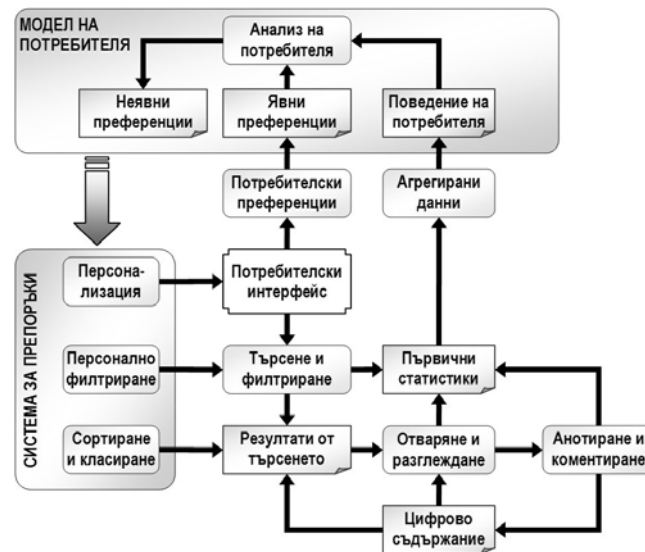 МОДЕЛ НА
ПОТРЕБИТЕЛЯ
Анализ на
потребителя
Неявни
преференции
Явни
преференции
Поведение на
потребителя
Потребителски
преференции
Агрегирани
данни
СИСТЕМА ЗА ПРЕПОРЪКИ
Персона-
лизация
Потребителски
интерфейс
Персонално
филтриране
Търсене и
филтриране
Първични
статистики
Сортиране
и класиране
Резултати от
търсенето
Отваряне и
разглеждане
Анотиране и
коментиране
Цифрово
съдържание